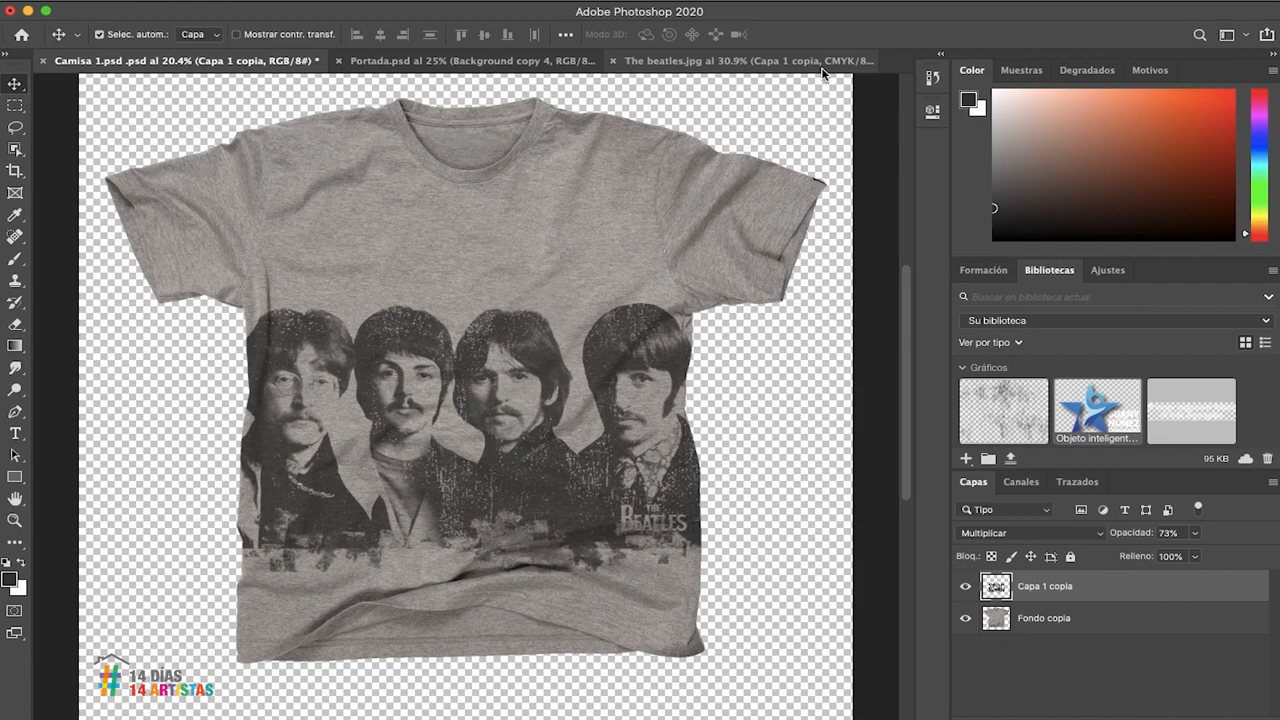 Adobe Photoshop 2020
Selec. autom.: Capa Mostrar contr. transf. Modo 3D:
Camisa 1.psd .psd al 20.4% (Capa 1 copia, RGB/8#) * Portada.psd al 25% (Background copy 4, RGB/8... The beatles.jpg al 30.9% (Capa 1 copia, CMYK/8...
Color Muestras Degradados Motivos
Formación Bibliotecas Ajustes
Buscar en biblioteca actual
Su biblioteca
Ver por tipo
Gráficos
Objeto inteligent...
95 KB
Capas Canales Trazados
Tipo
Multiplicar Opacidad: 73%
Bloq.: Relleno: 100%
Capa 1 copia
Fondo copia
THE
BEATLES
# 14 DÍAS
14 ARTISTAS